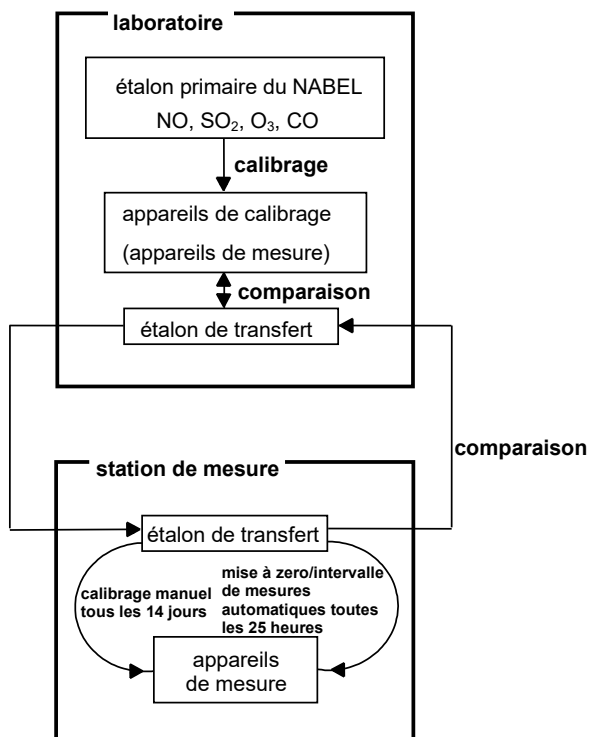 laboratoire
étalon primaire du NABEL
NO, SO₂, O₃, CO
calibrage
appareils de calibrage
(appareils de mesure)
comparaison
étalon de transfert
comparaison
station de mesure
étalon de transfert
calibrage manuel
tous les 14 jours
mise à zero/intervalle
de mesures
automatiques toutes
les 25 heures
appareils
de mesure